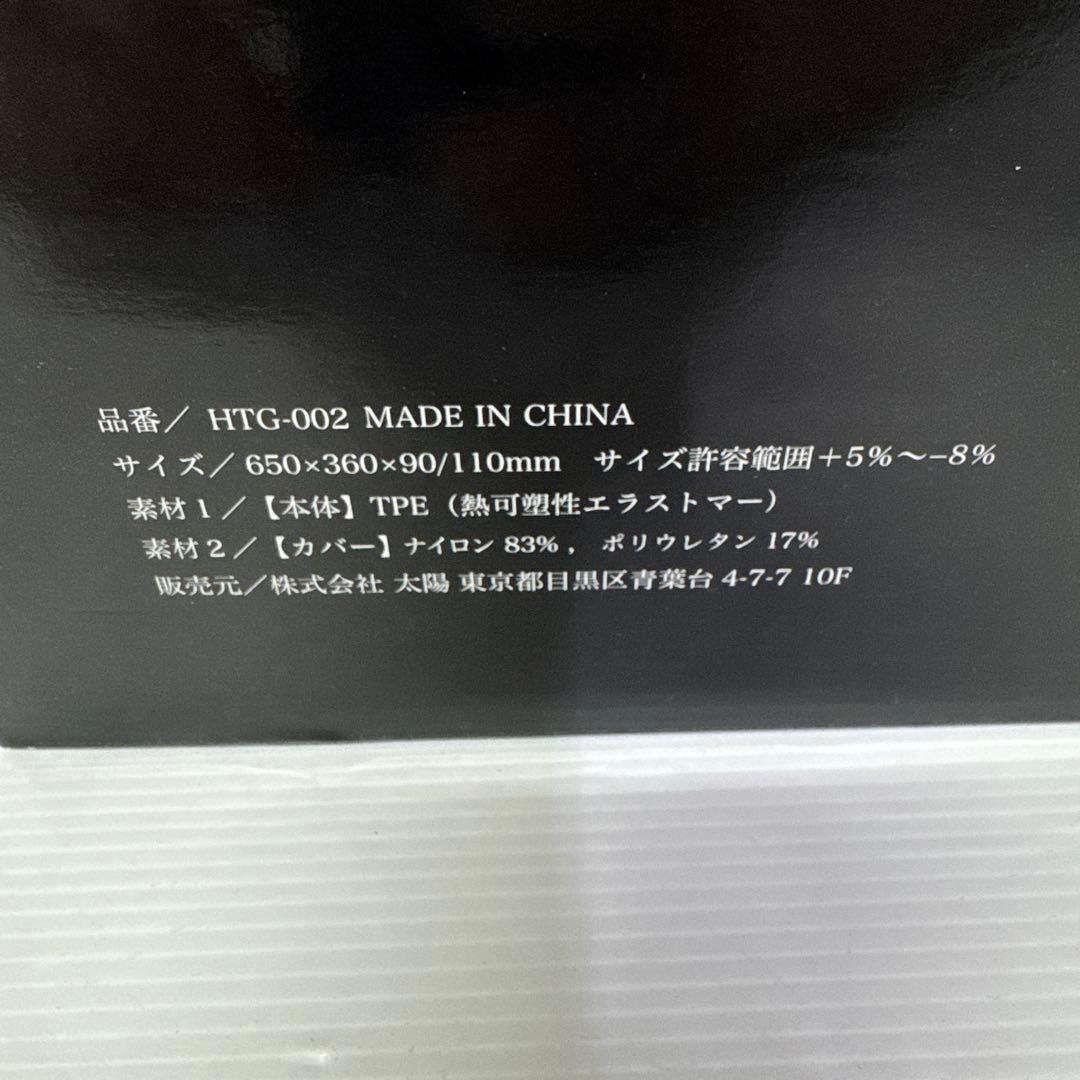 品番／ HTG-002 MADE IN CHINA
サイズ／650×360×90/110mm サイズ許容範囲＋5%〜−8%
素材1／【本体】TPE（熱可塑性エラストマー）
素材2／【カバー】ナイロン 83% , ポリウレタン 17%
販売元／株式会社 太陽 東京都目黒区青葉台 4-7-7 10F